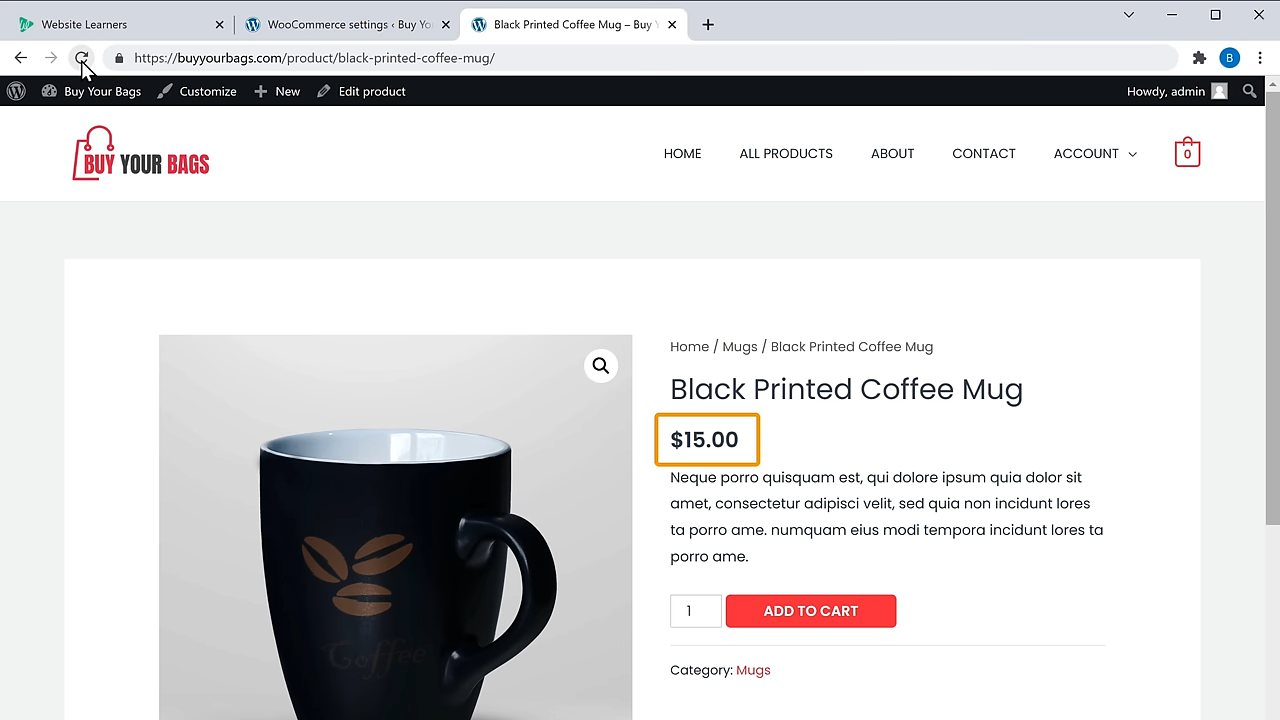 Website Learners
WooCommerce settings ‹ Buy Yo
Black Printed Coffee Mug – Buy Y
https://buyyourbags.com/product/black-printed-coffee-mug/
B
Buy Your Bags
Customize
New
Edit product
Howdy, admin
BUY YOUR BAGS
HOME
ALL PRODUCTS
ABOUT
CONTACT
ACCOUNT
0
Home / Mugs / Black Printed Coffee Mug
Black Printed Coffee Mug
$15.00
Neque porro quisquam est, qui dolore ipsum quia dolor sit
amet, consectetur adipisci velit, sed quia non incidunt lores
ta porro ame. numquam eius modi tempora incidunt lores ta
porro ame.
1
ADD TO CART
Category: Mugs
Coffee